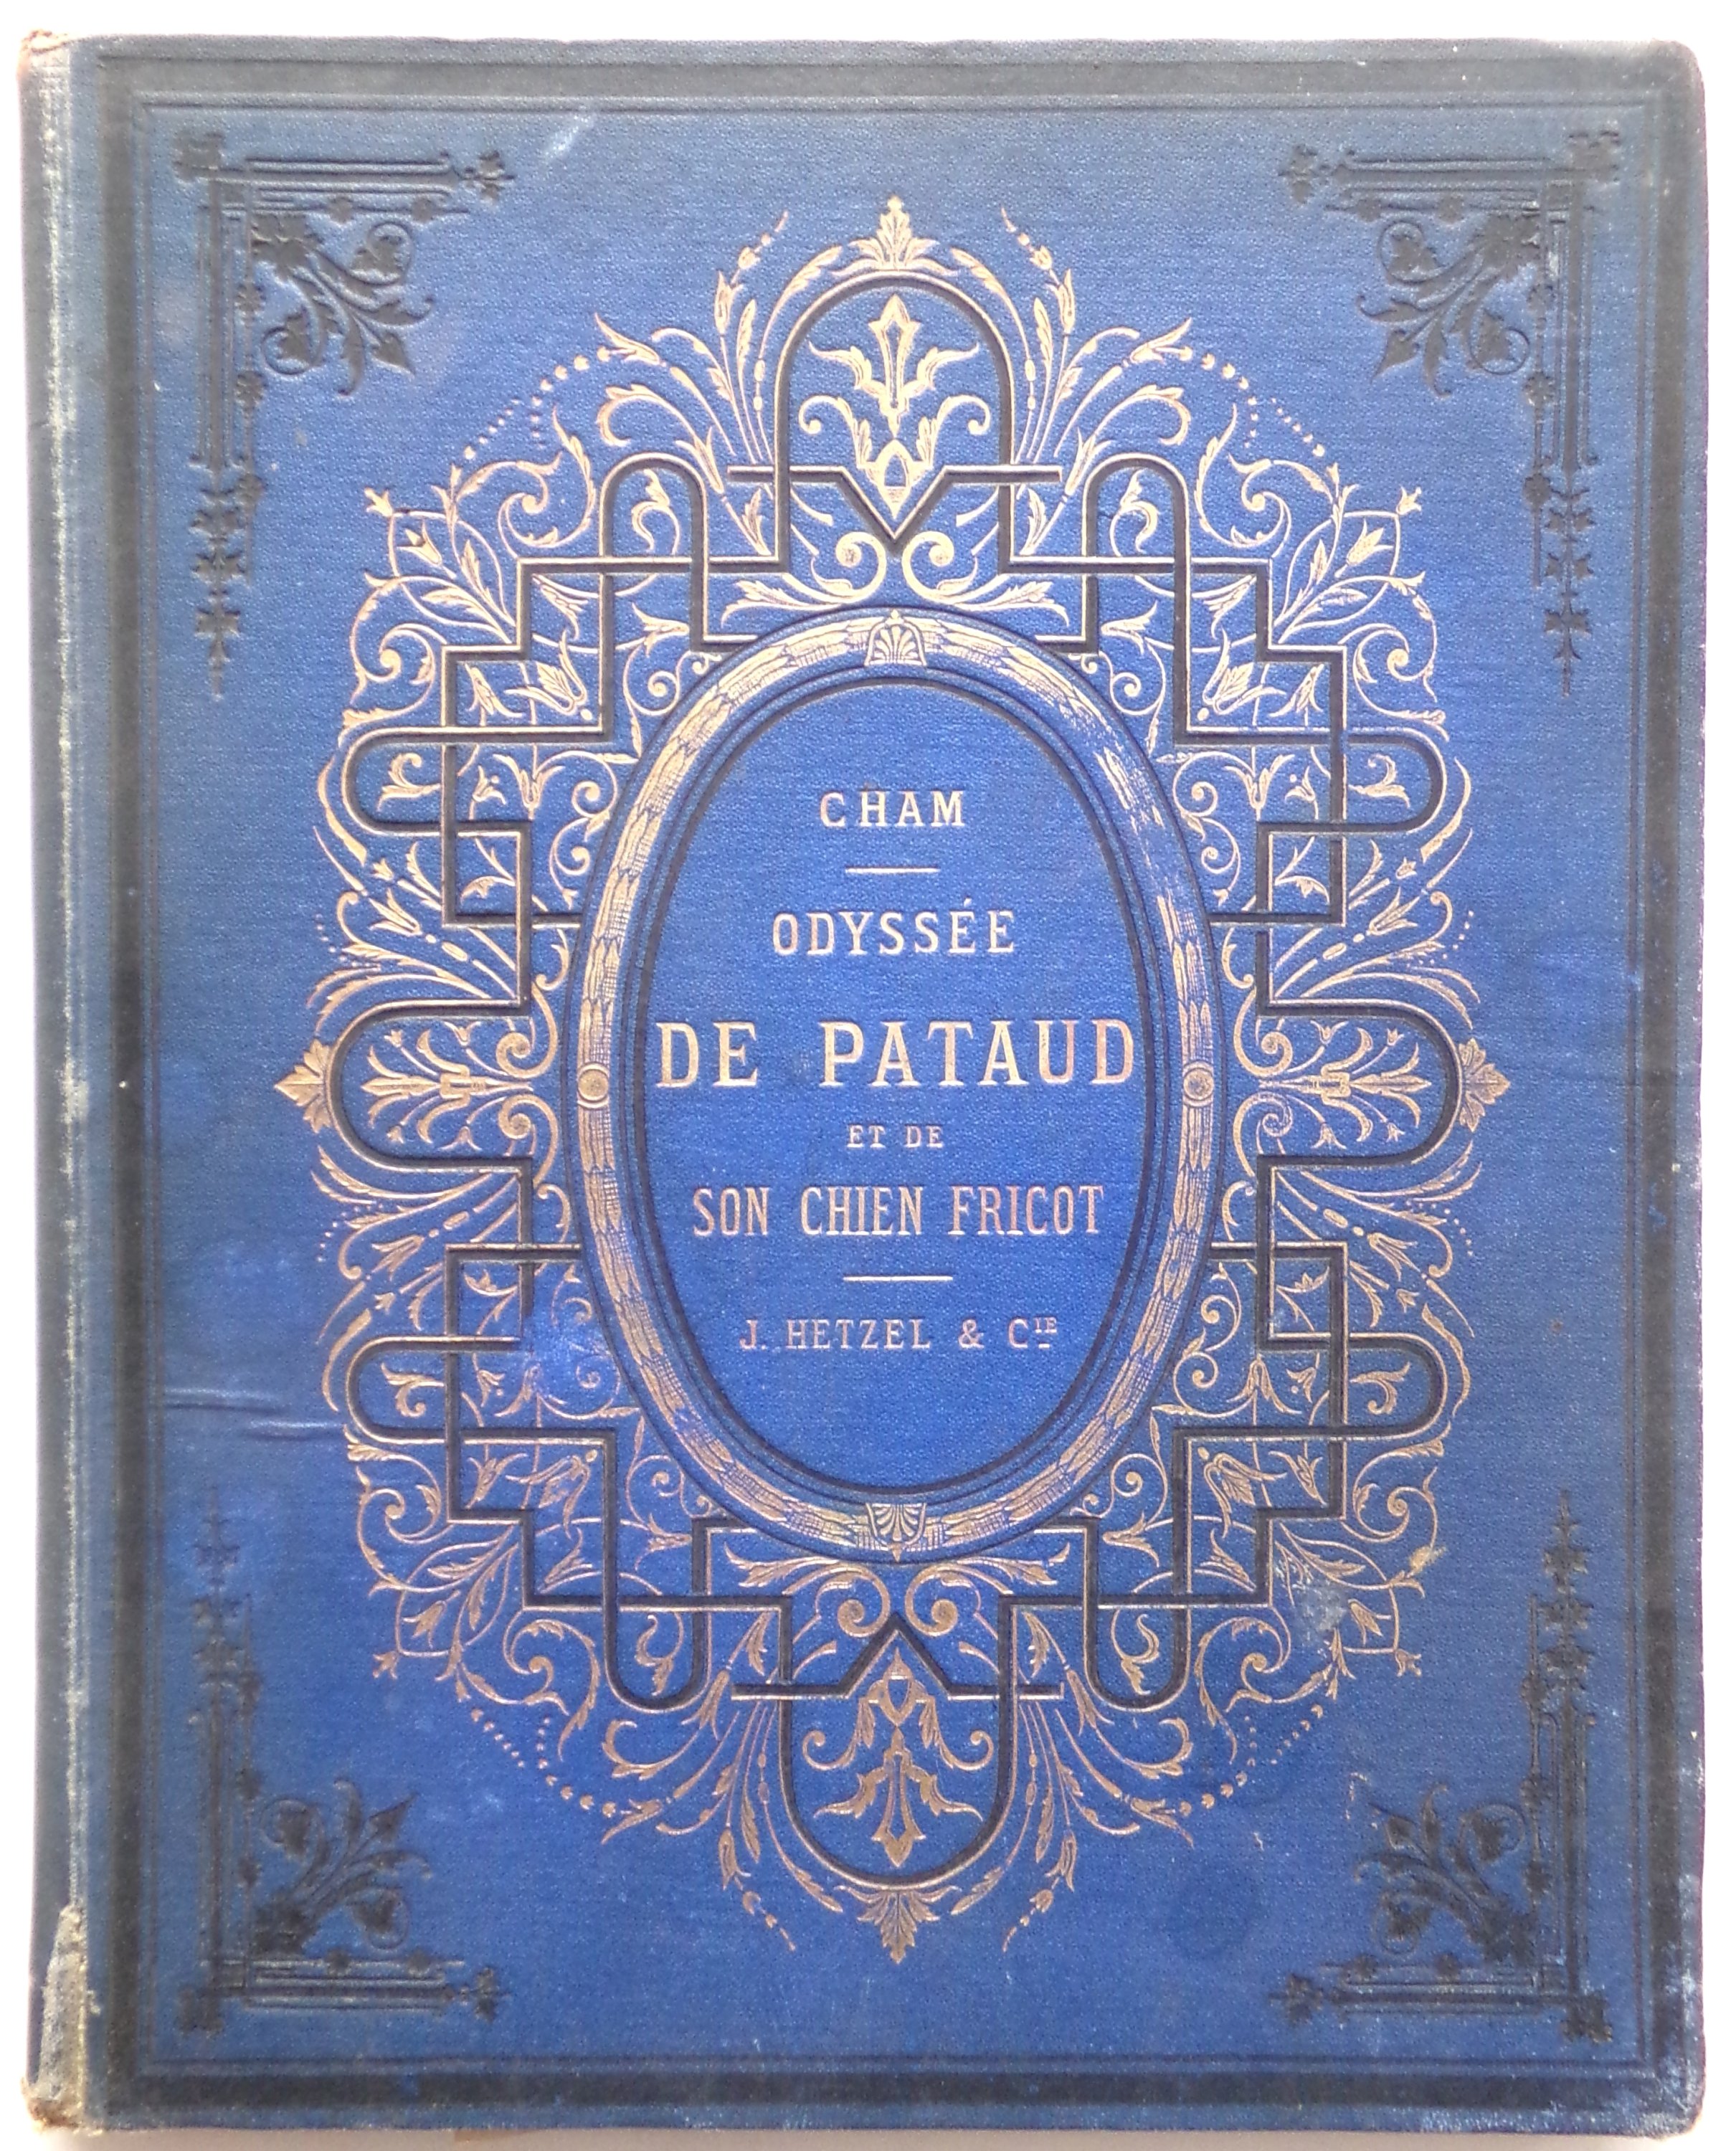 CHAM
ODYSSÉE
DE PATAUD
ET DE
SON CHIEN FRICOT
J. HETZEL & CIE